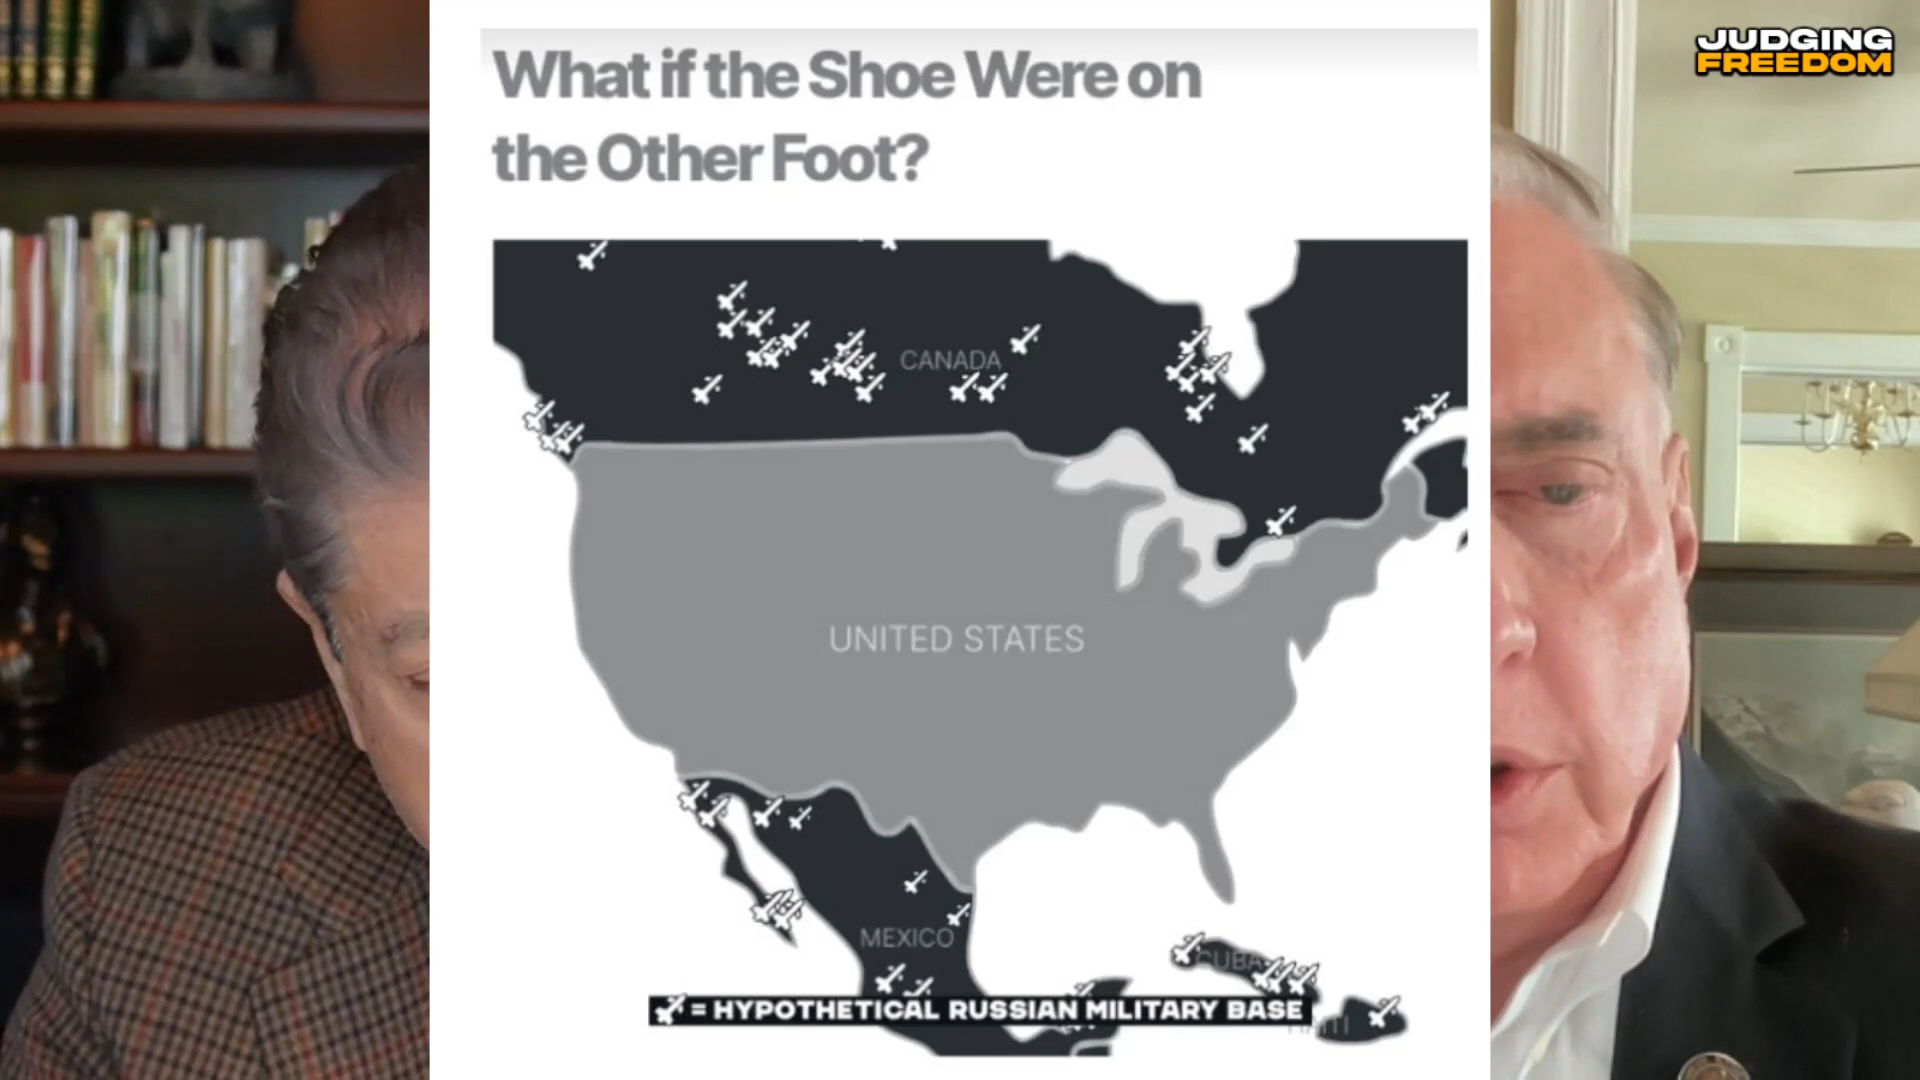 JUDGING
FREEDOM
What if the Shoe Were on
the Other Foot?
CANADA
UNITED STATES
MEXICO
CUBA
= HYPOTHETICAL RUSSIAN MILITARY BASE